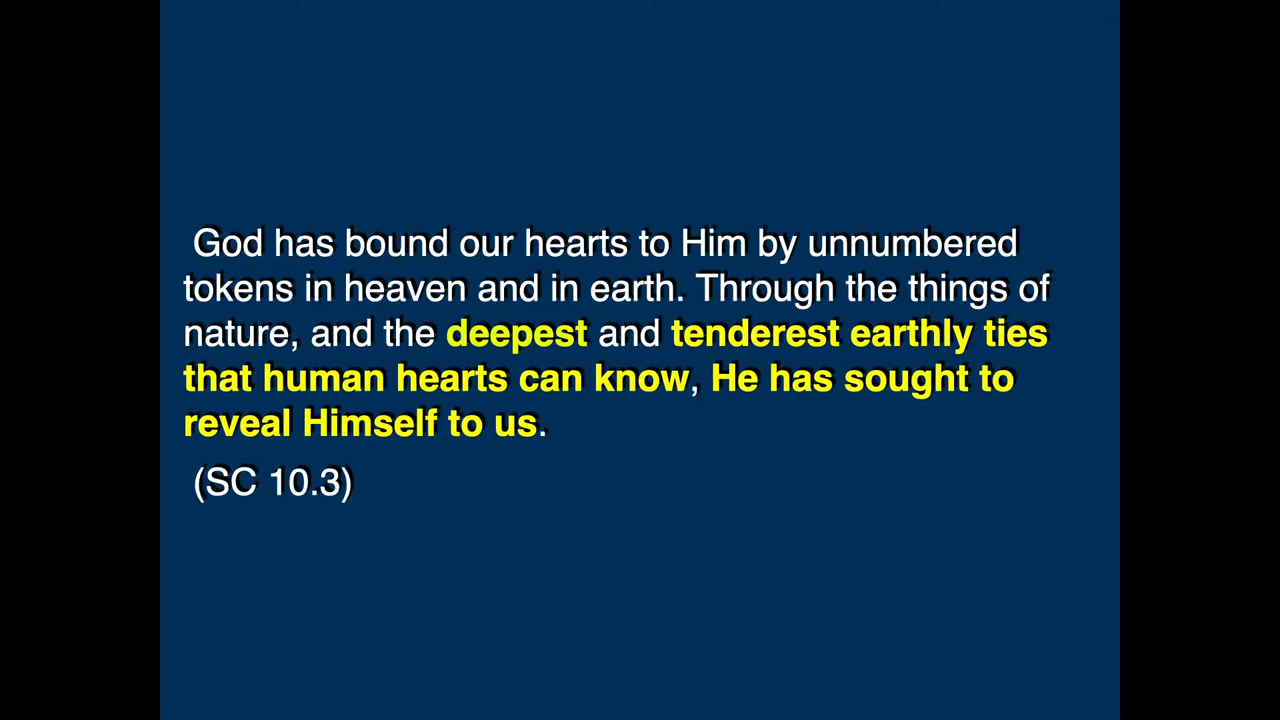 God has bound our hearts to Him by unnumbered
tokens in heaven and in earth. Through the things of
nature, and the deepest and tenderest earthly ties
that human hearts can know, He has sought to
reveal Himself to us.
(SC 10.3)